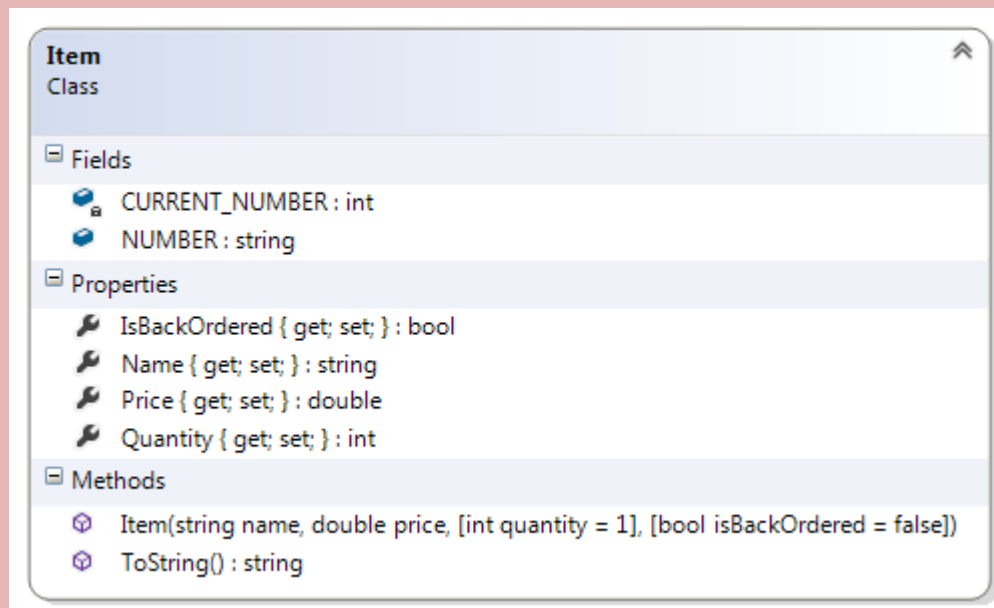 Item
Class
Fields
CURRENT_NUMBER : int
NUMBER : string
Properties
IsBackOrdered { get; set; } : bool
Name { get; set; } : string
Price { get; set; } : double
Quantity { get; set; } : int
Methods
Item(string name, double price, [int quantity = 1], [bool isBackOrdered = false])
ToString() : string